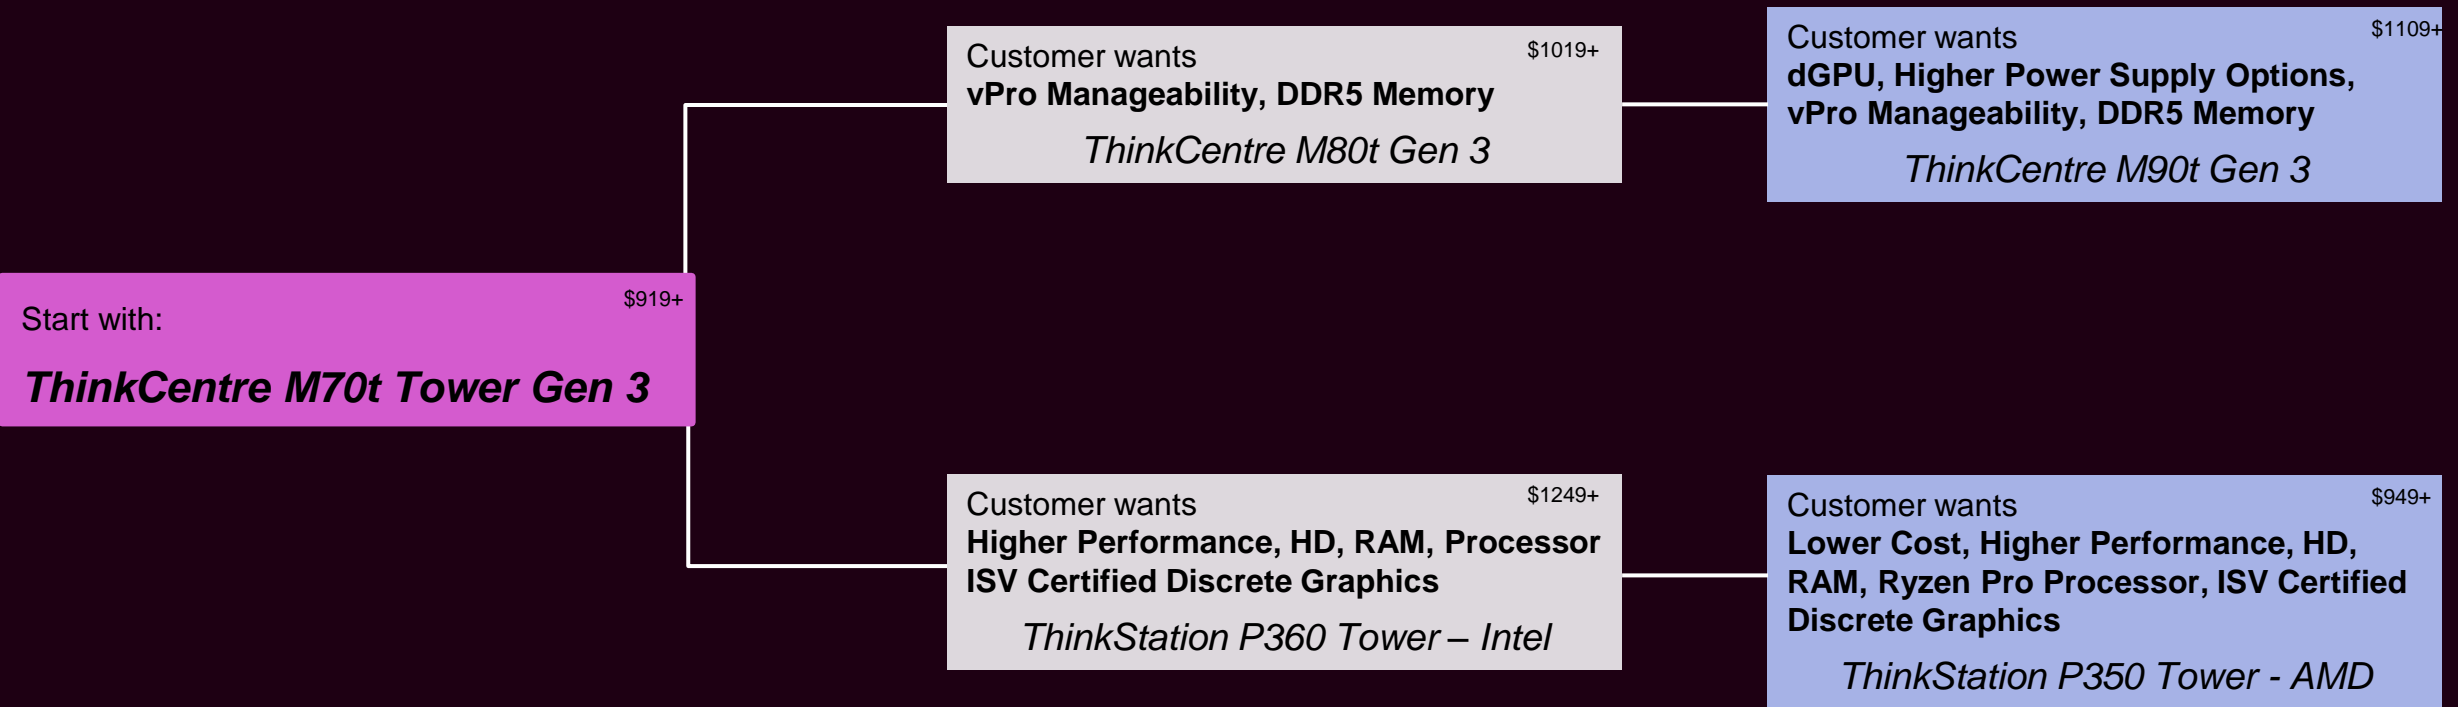 Start with:
$919+
ThinkCentre M70t Tower Gen 3
Customer wants
$1019+
vPro Manageability, DDR5 Memory
ThinkCentre M80t Gen 3
Customer wants
$1109+
dGPU, Higher Power Supply Options,
vPro Manageability, DDR5 Memory
ThinkCentre M90t Gen 3
Customer wants
$1249+
Higher Performance, HD, RAM, Processor
ISV Certified Discrete Graphics
ThinkStation P360 Tower – Intel
Customer wants
$949+
Lower Cost, Higher Performance, HD,
RAM, Ryzen Pro Processor, ISV Certified
Discrete Graphics
ThinkStation P350 Tower - AMD